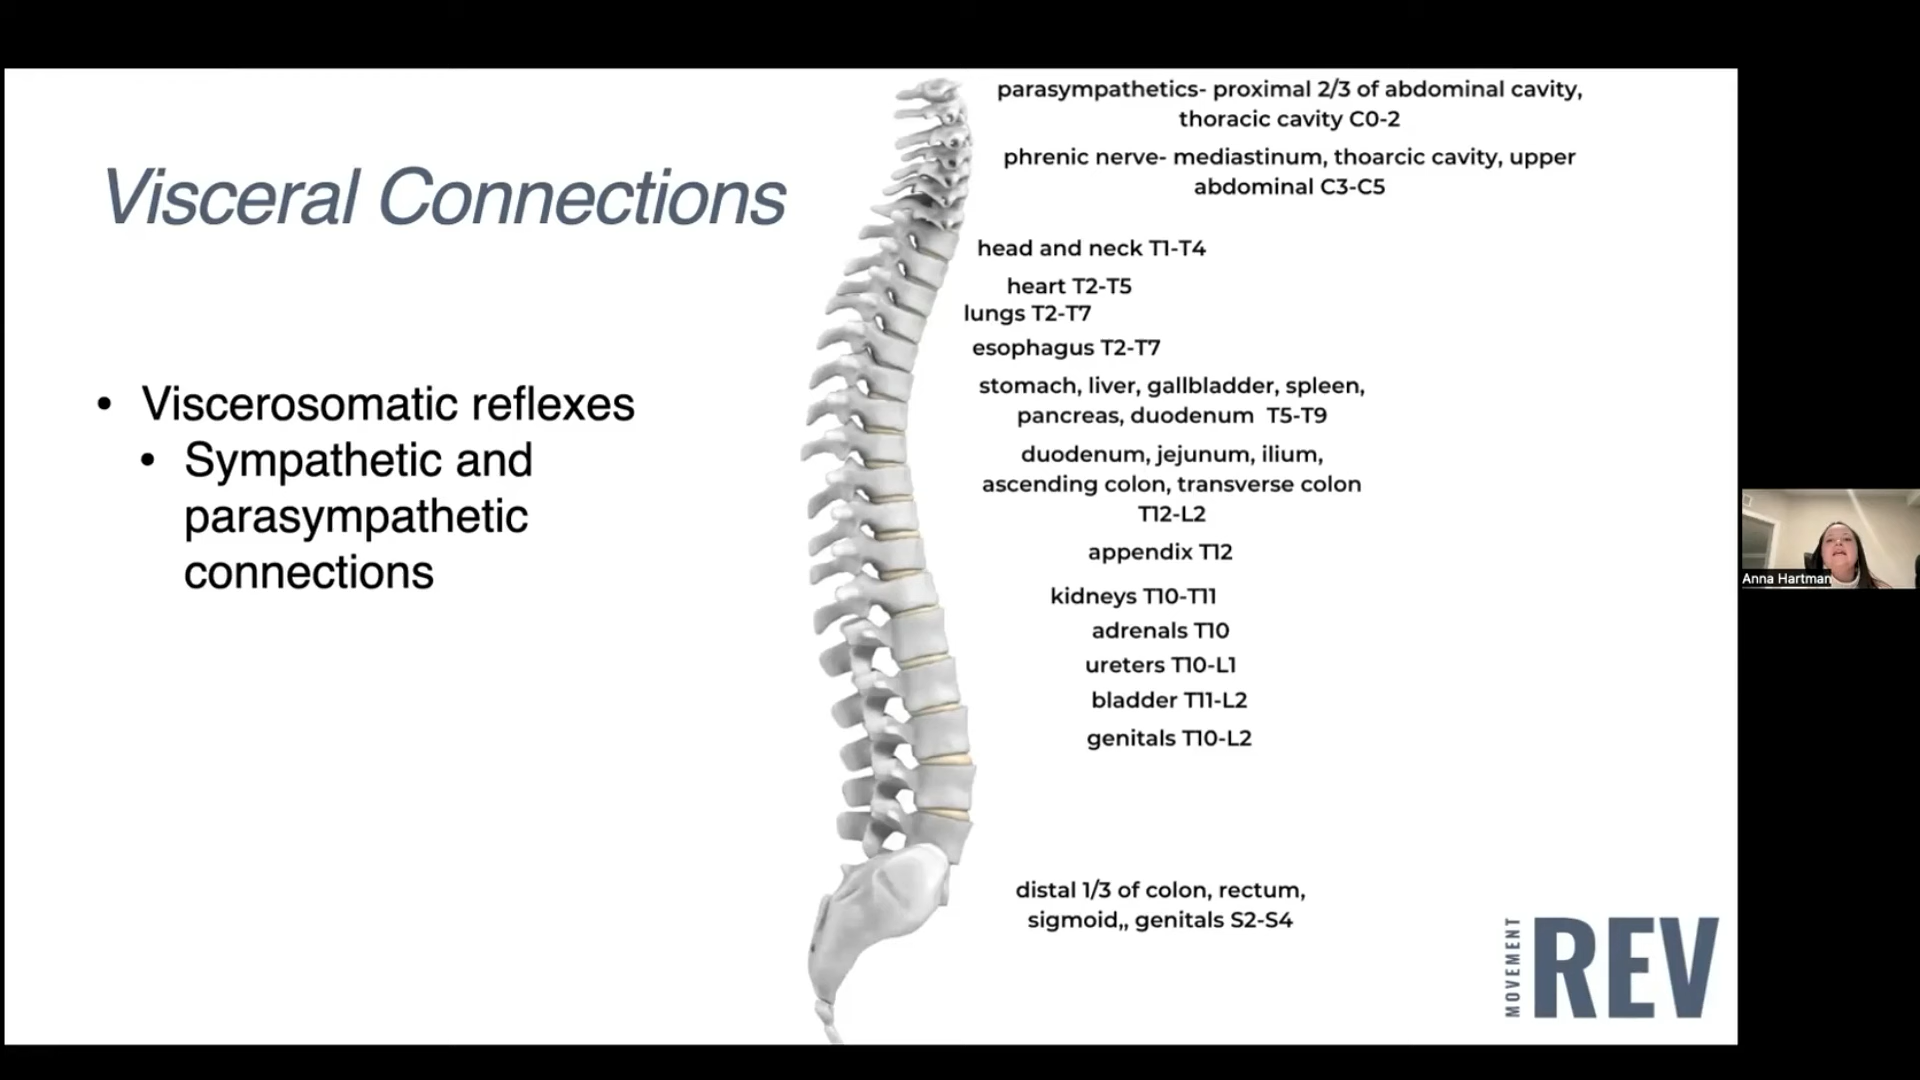 Visceral Connections
• Viscerosomatic reflexes
• Sympathetic and
parasympathetic
connections
parasympathetics- proximal 2/3 of abdominal cavity,
thoracic cavity C0-2
phrenic nerve- mediastinum, thoarcic cavity, upper
abdominal C3-C5
head and neck T1-T4
heart T2-T5
lungs T2-T7
esophagus T2-T7
stomach, liver, gallbladder, spleen,
pancreas, duodenum T5-T9
duodenum, jejunum, ilium,
ascending colon, transverse colon
T12-L2
appendix T12
kidneys T10-T11
adrenals T10
ureters T10-L1
bladder T11-L2
genitals T10-L2
distal 1/3 of colon, rectum,
sigmoid,, genitals S2-S4
MOVEMENT
REV
Anna Hartman